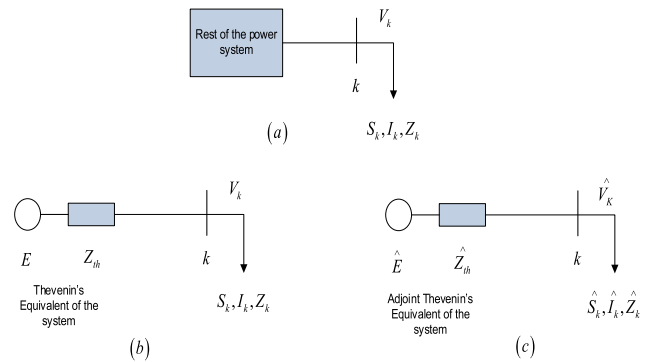 Rest of the power
system
V_k
k
(a)
S_k, I_k, Z_k
V_k
E
Z_th
k
Thevenin's
Equivalent of the
system
S_k, I_k, Z_k
(b)
V̂_K
Ê
Ẑ_th
k
Adjoint Thevenin's
Equivalent of the
system
Ŝ_k, Î_k, Ẑ_k
(c)